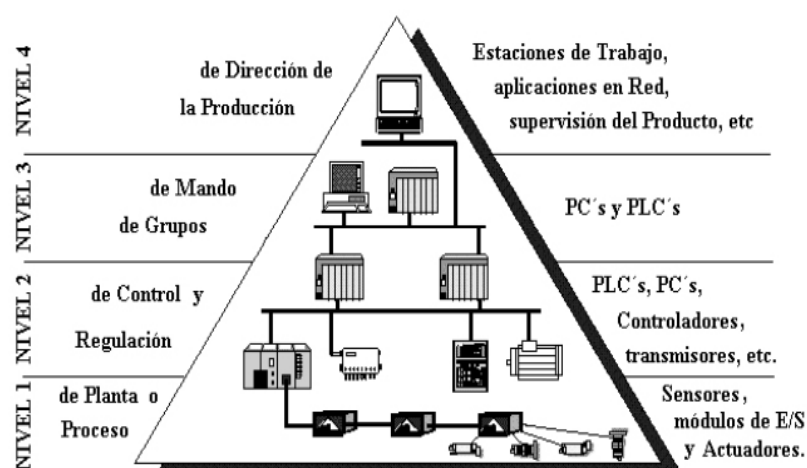 NIVEL 4
de Dirección de
la Producción
Estaciones de Trabajo,
aplicaciones en Red,
supervisión del Producto, etc
NIVEL 3
de Mando
de Grupos
PC´s y PLC´s
NIVEL 2
de Control y
Regulación
PLC´s, PC´s,
Controladores,
transmisores, etc.
NIVEL 1
de Planta o
Proceso
Sensores,
módulos de E/S
y Actuadores.